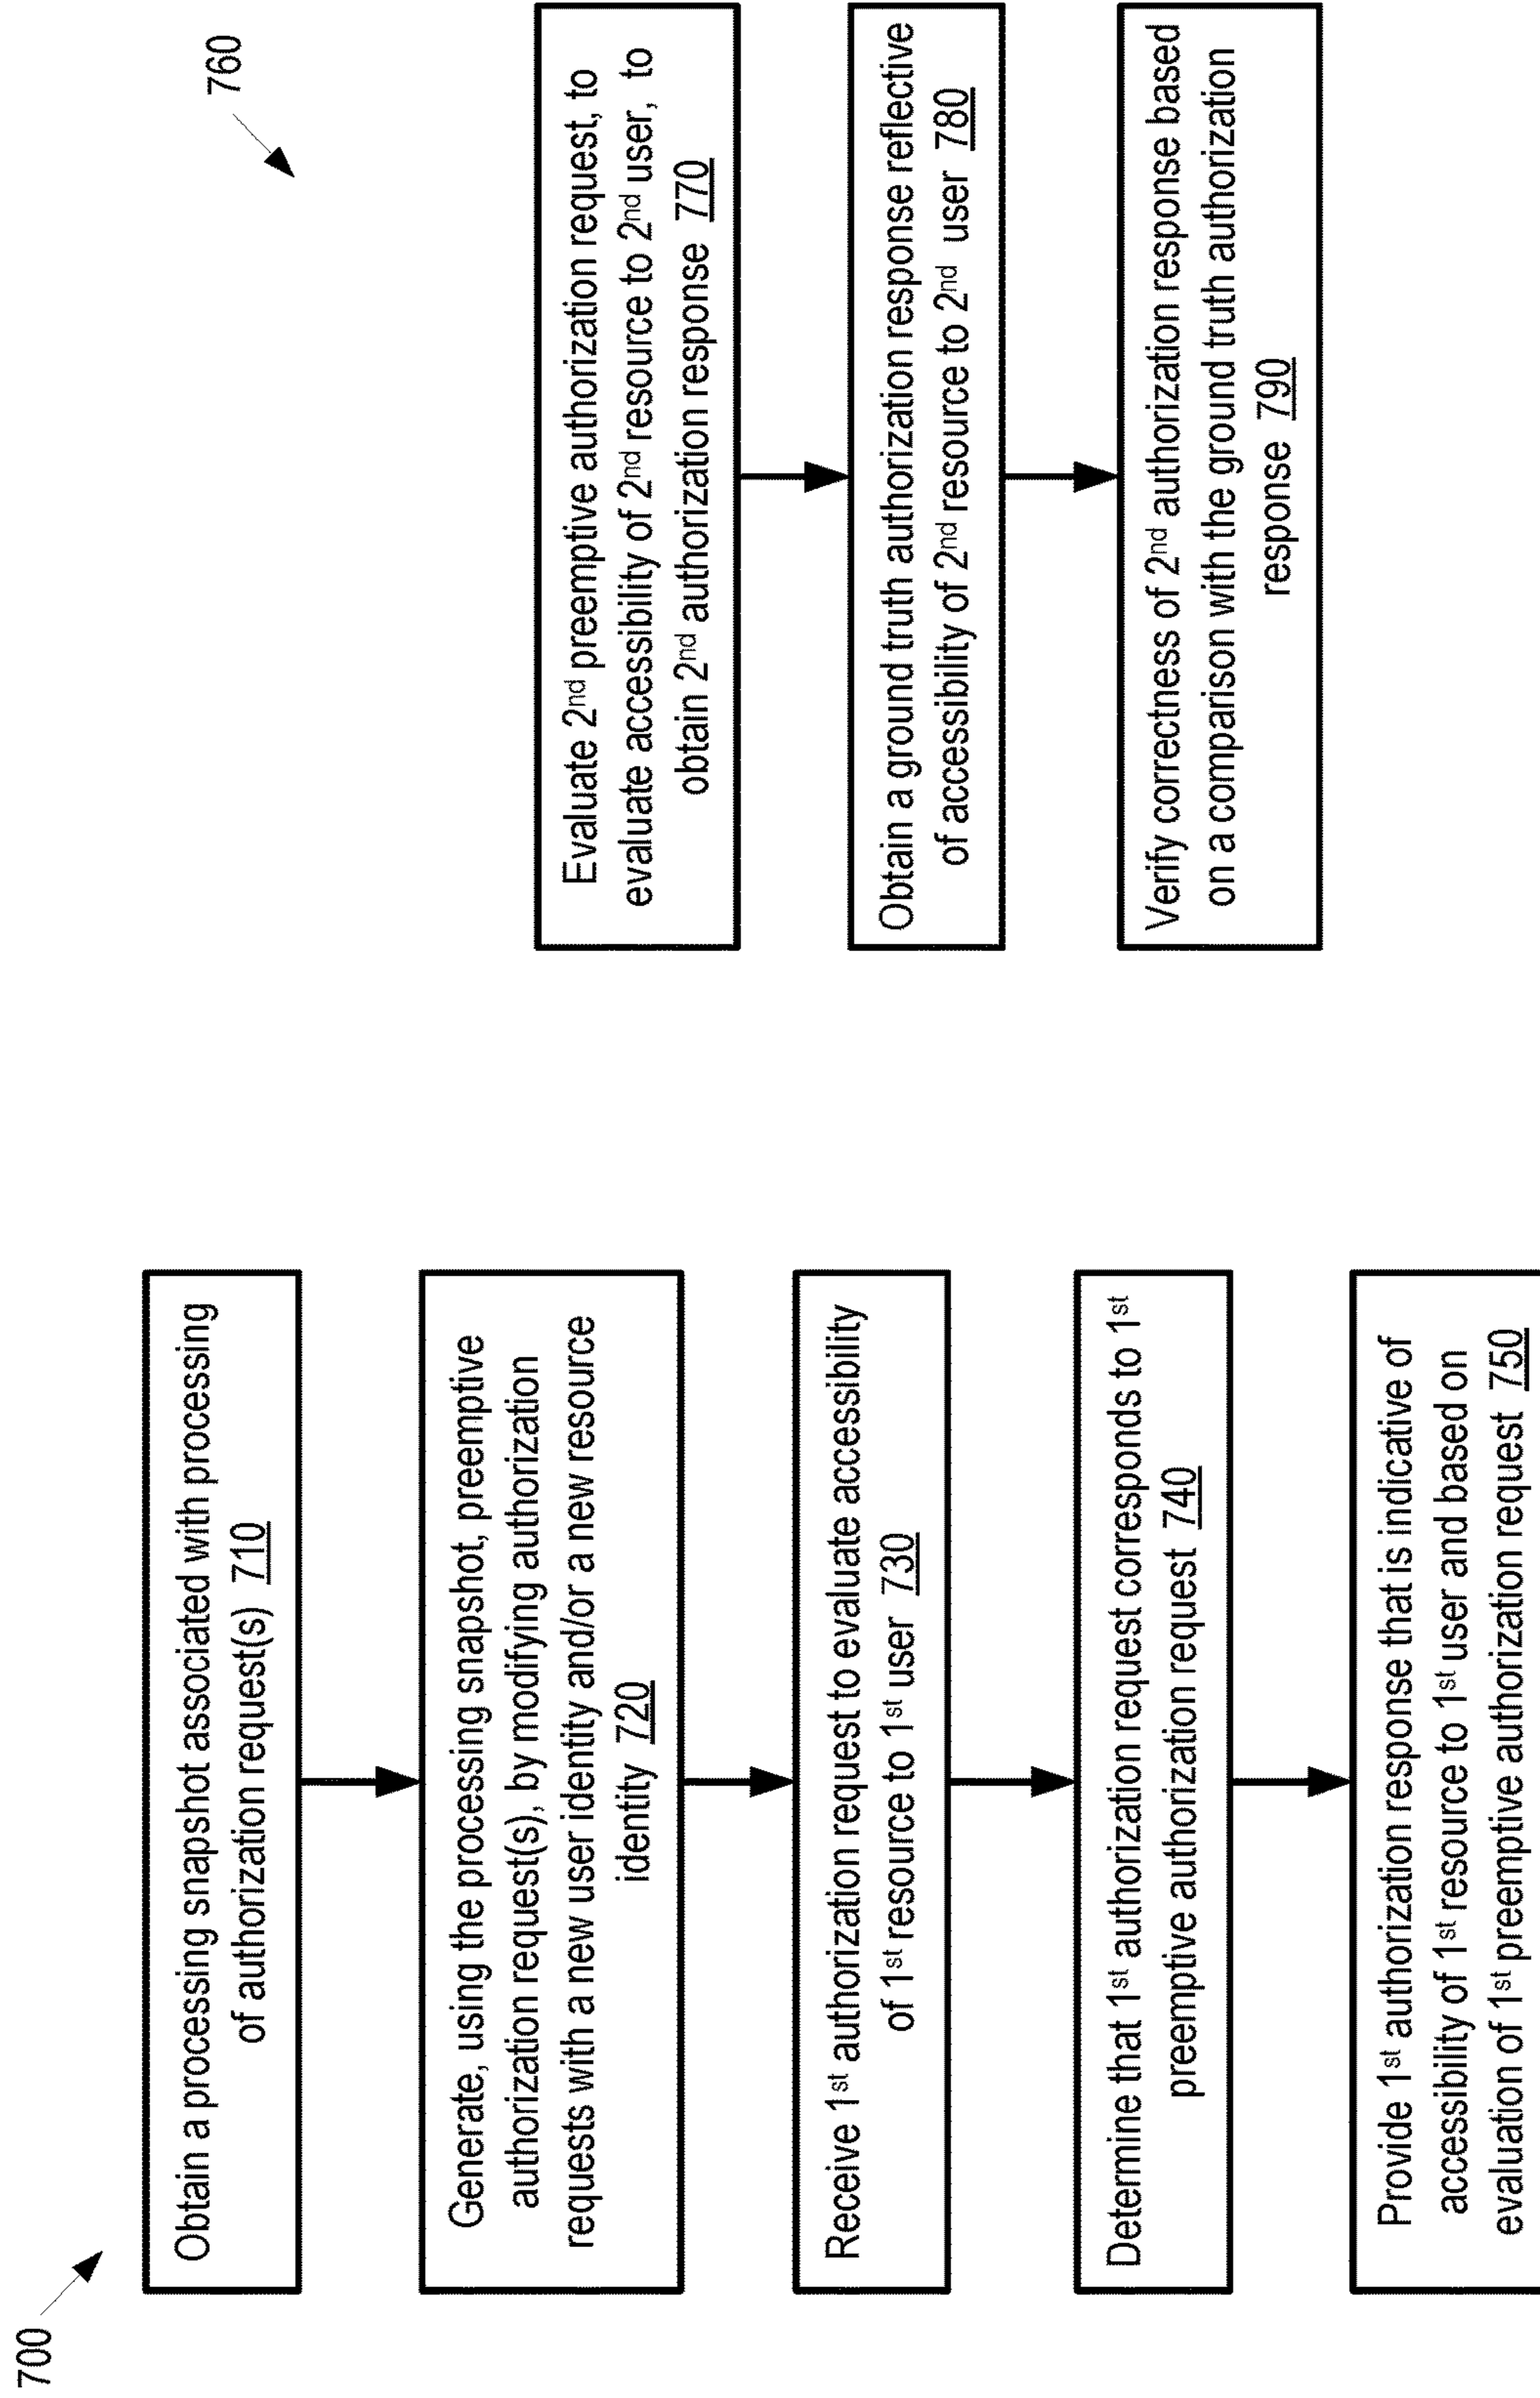 700
Obtain a processing snapshot associated with processing
of authorization request(s) 710
Generate, using the processing snapshot, preemptive
authorization request(s), by modifying authorization
requests with a new user identity and/or a new resource
identity 720
Receive 1st authorization request to evaluate accessibility
of 1st resource to 1st user 730
Determine that 1st authorization request corresponds to 1st
preemptive authorization request 740
Provide 1st authorization response that is indicative of
accessibility of 1st resource to 1st user and based on
evaluation of 1st preemptive authorization request 750
760
Evaluate 2nd preemptive authorization request, to
evaluate accessibility of 2nd resource to 2nd user, to
obtain 2nd authorization response 770
Obtain a ground truth authorization response reflective
of accessibility of 2nd resource to 2nd user 780
Verify correctness of 2nd authorization response based
on a comparison with the ground truth authorization
response 790